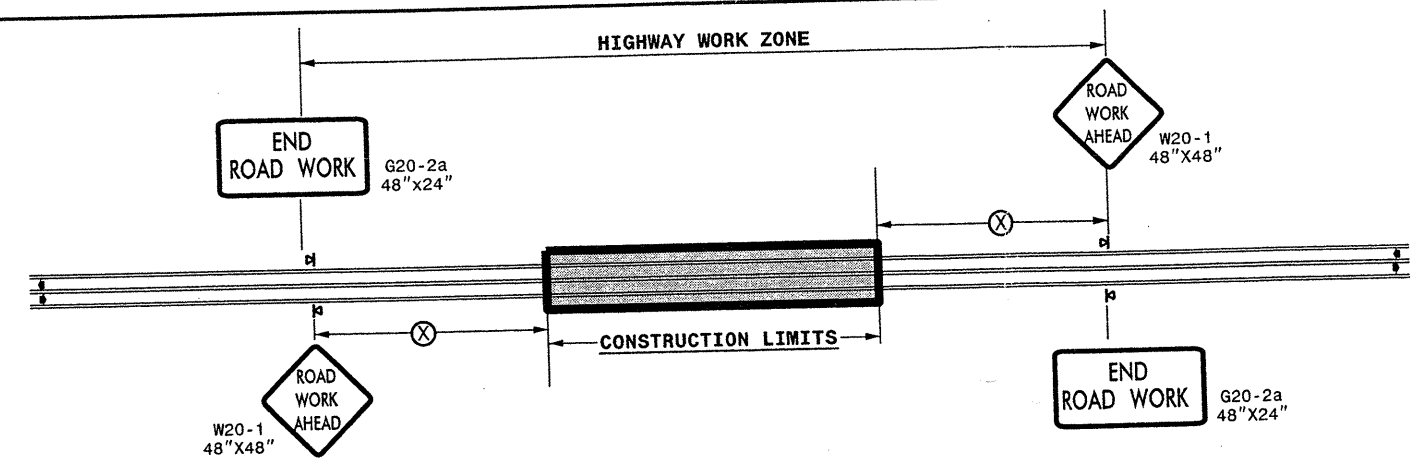 HIGHWAY WORK ZONE
END
ROAD WORK
G20-2a
48"x24"
ROAD
WORK
AHEAD
W20-1
48"X48"
X
X
CONSTRUCTION LIMITS
ROAD
WORK
AHEAD
W20-1
48"X48"
END
ROAD WORK
G20-2a
48"X24"